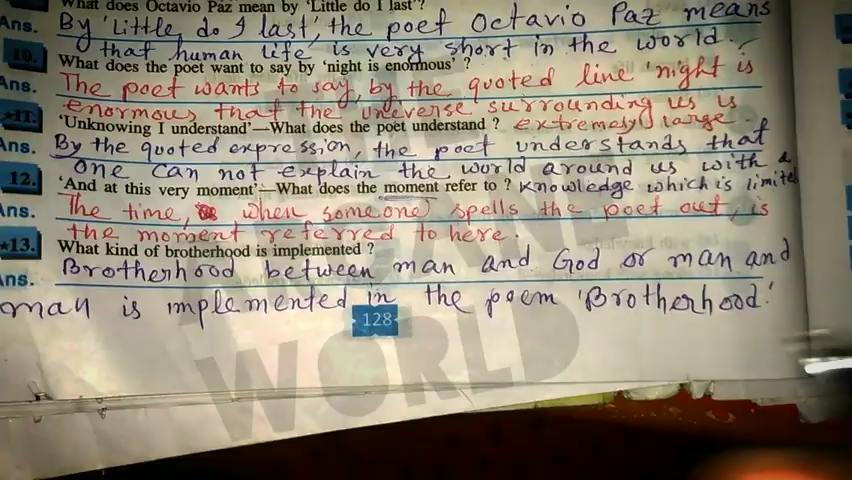 What does Octavio Paz mean by 'Little do I last'?
Ans. By 'Little do I last', the poet Octavio Paz means
that human life is very short in the world.
10. What does the poet want to say by 'night is enormous' ?
Ans. The poet wants to say, by the quoted line 'night is
enormous that the uneverse surrounding us is
extremely large.
★11. 'Unknowing I understand'—What does the poet understand ?
Ans. By the quoted expression, the poet understands that
one can not explain the world around us with a
knowledge which is limited
12. 'And at this very moment'—What does the moment refer to ?
Ans. The time, when someone spells the poet out, is
the moment referred to here.
★13. What kind of brotherhood is implemented ?
Ans. Brotherhood between man and God or man and
man is implemented in the poem 'Brotherhood'.
128
WORLD